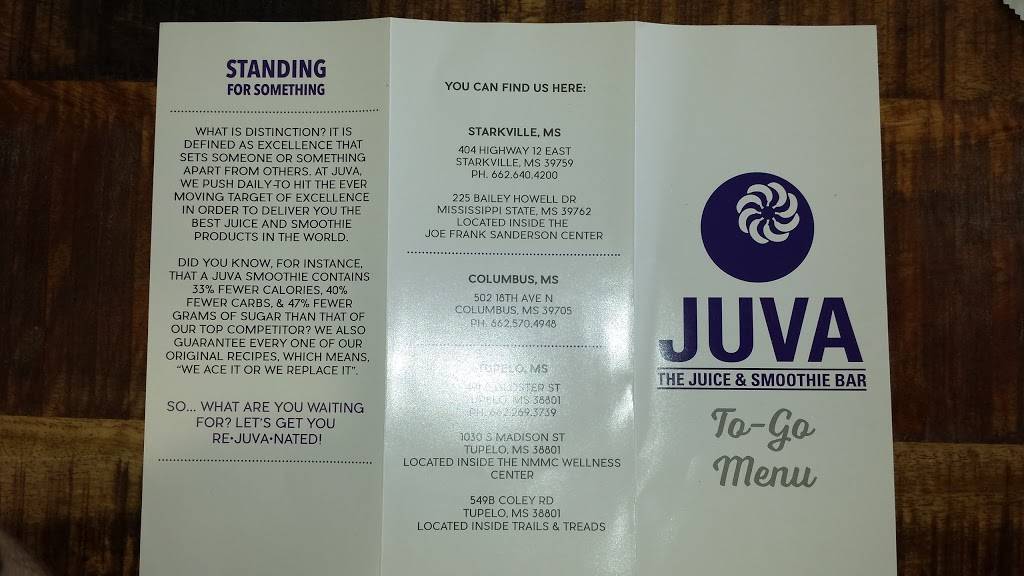 STANDING
FOR SOMETHING
WHAT IS DISTINCTION? IT IS
DEFINED AS EXCELLENCE THAT
SETS SOMEONE OR SOMETHING
APART FROM OTHERS. AT JUVA,
WE PUSH DAILY TO HIT THE EVER
MOVING TARGET OF EXCELLENCE
IN ORDER TO DELIVER YOU THE
BEST JUICE AND SMOOTHIE
PRODUCTS IN THE WORLD.
DID YOU KNOW, FOR INSTANCE,
THAT A JUVA SMOOTHIE CONTAINS
33% FEWER CALORIES, 40%
FEWER CARBS, & 47% FEWER
GRAMS OF SUGAR THAN THAT OF
OUR TOP COMPETITOR? WE ALSO
GUARANTEE EVERY ONE OF OUR
ORIGINAL RECIPES, WHICH MEANS,
"WE ACE IT OR WE REPLACE IT".
SO... WHAT ARE YOU WAITING
FOR? LET'S GET YOU
RE•JUVA•NATED!
YOU CAN FIND US HERE:
STARKVILLE, MS
404 HIGHWAY 12 EAST
STARKVILLE, MS 39759
PH. 662.640.4200
225 BAILEY HOWELL DR
MISSISSIPPI STATE, MS 39762
LOCATED INSIDE THE
JOE FRANK SANDERSON CENTER
COLUMBUS, MS
502 18TH AVE N
COLUMBUS, MS 39705
PH. 662.570.4948
TUPELO, MS
GLOSTER ST
TUPELO, MS 38801
PH. 662.269.3739
1030 S MADISON ST
TUPELO, MS 38801
LOCATED INSIDE THE NMMC WELLNESS
CENTER
549B COLEY RD
TUPELO, MS 38801
LOCATED INSIDE TRAILS & TREADS
JUVA
THE JUICE & SMOOTHIE BAR
To-Go
Menu